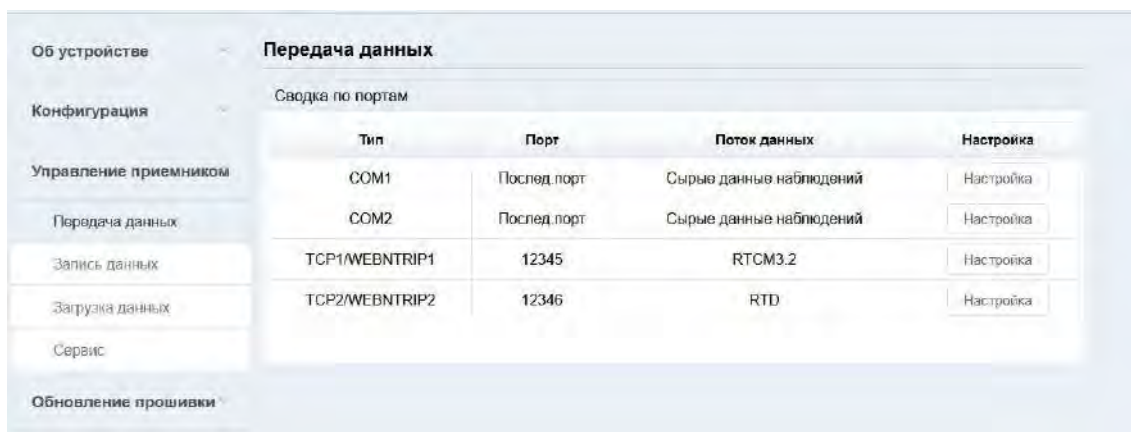 Об устройстве
Конфигурация
Управление приемником
Передача данных
Запись данных
Загрузка данных
Сервис
Обновление прошивки
Передача данных
Сводка по портам
Тип Порт Поток данных Настройка
COM1 Послед.порт Сырые данные наблюдений Настройка
COM2 Послед.порт Сырые данные наблюдений Настройка
TCP1/WEBNTRIP1 12345 RTCM3.2 Настройка
TCP2/WEBNTRIP2 12346 RTD Настройка